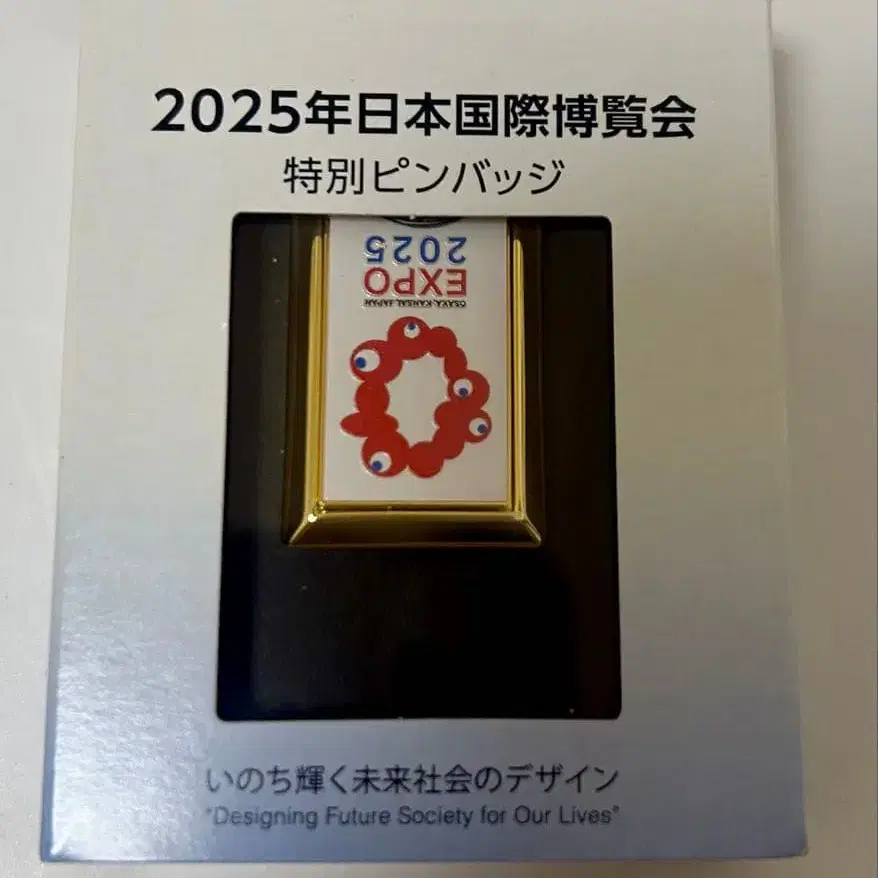 2025年日本国際博覧会
特別ピンバッジ
OSAKA, KANSAI, JAPAN
EXPO
2025
いのち輝く未来社会のデザイン
"Designing Future Society for Our Lives"